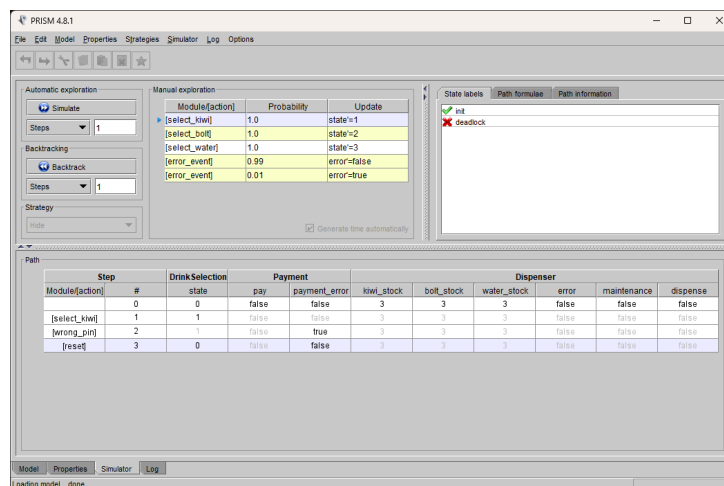 PRISM 4.8.1
File Edit Model Properties Strategies Simulator Log Options
Automatic exploration
Simulate
Steps 1
Backtracking
Backtrack
Steps 1
Strategy
Hide
Manual exploration
Module/[action] Probability Update
[select_kiwi] 1.0 state'=1
[select_bolt] 1.0 state'=2
[select_water] 1.0 state'=3
[error_event] 0.99 error'=false
[error_event] 0.01 error'=true
Generate time automatically
State labels Path formulae Path information
init
deadlock
Path
Step DrinkSelection Payment Dispenser
Module/[action] # state pay payment_error kiwi_stock bolt_stock water_stock error maintenance dispense
0 0 false false 3 3 3 false false false
[select_kiwi] 1 1 false false 3 3 3 false false false
[wrong_pin] 2 1 false true 3 3 3 false false false
[reset] 3 0 false false 3 3 3 false false false
Model Properties Simulator Log
Loading model... done.